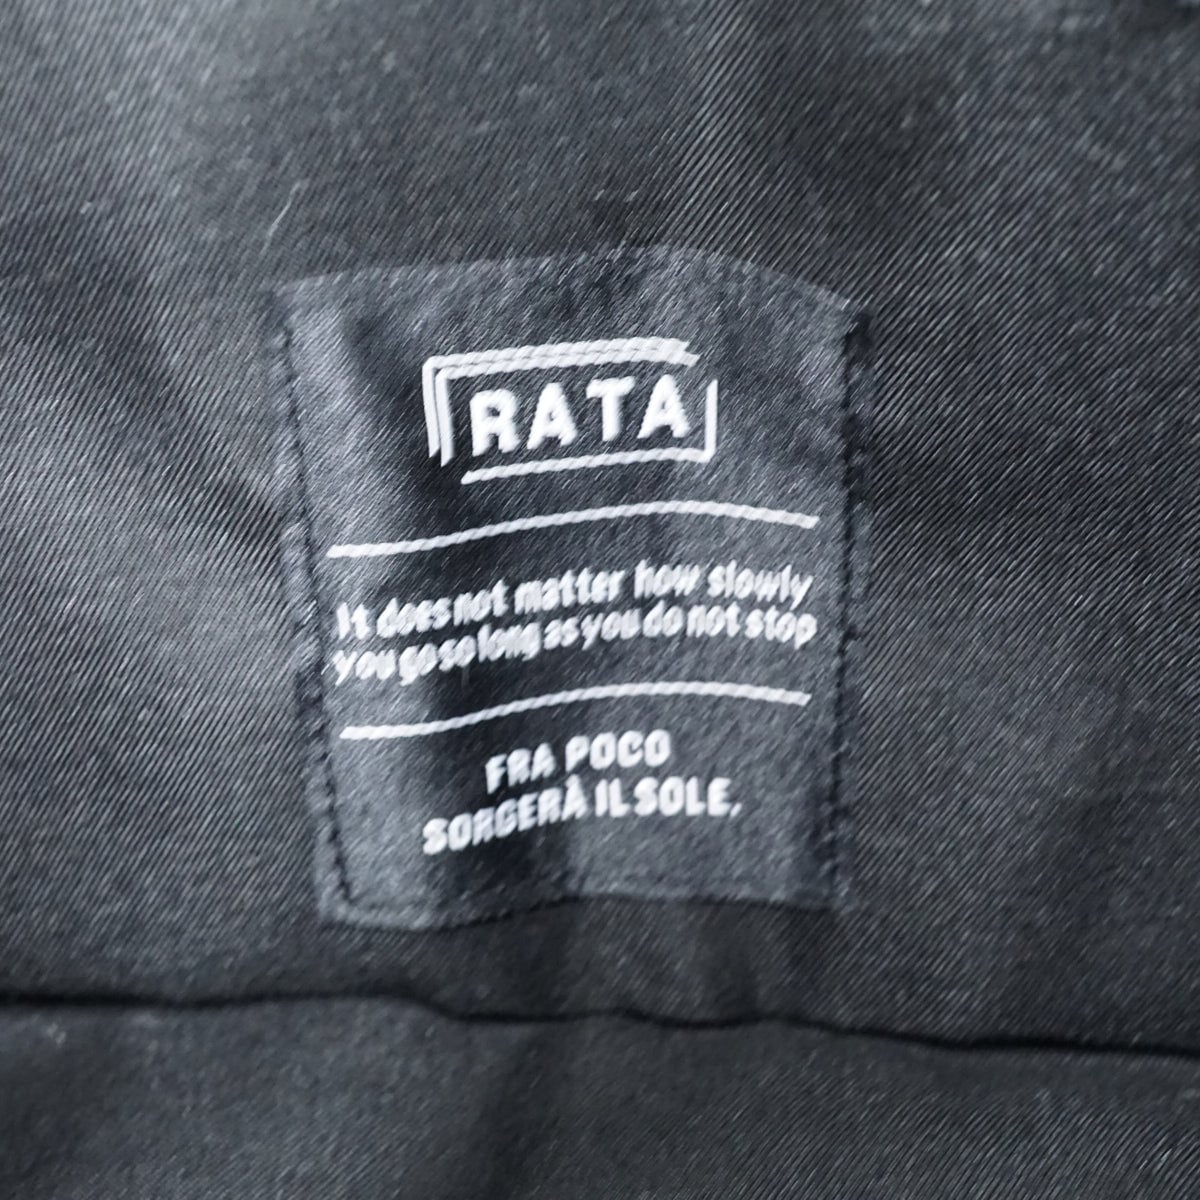 RATA
It does not matter how slowly
you go so long as you do not stop
FRA POCO
SORGERÀ IL SOLE.